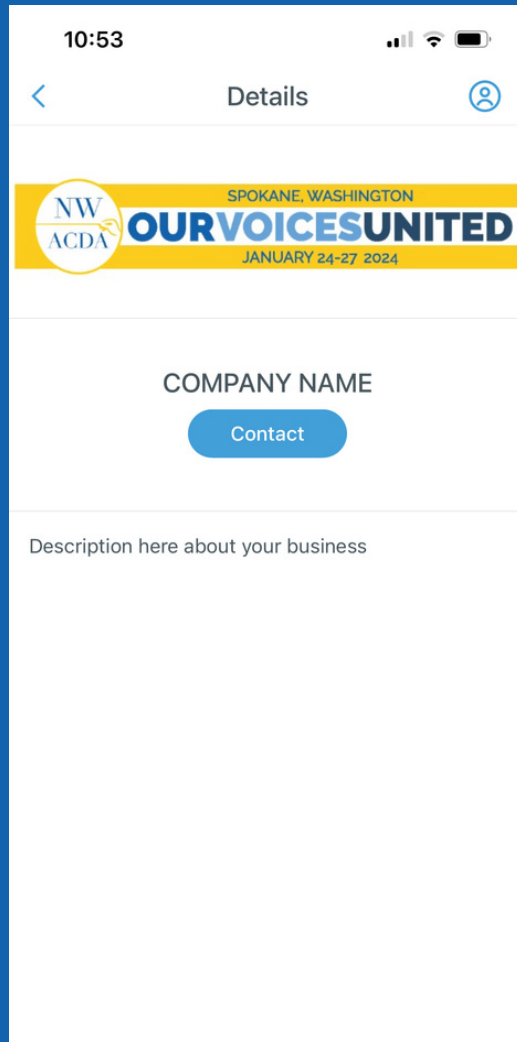 10:53
Details
NW
ACDA
SPOKANE, WASHINGTON
OURVOICESUNITED
JANUARY 24-27 2024
COMPANY NAME
Contact
Description here about your business